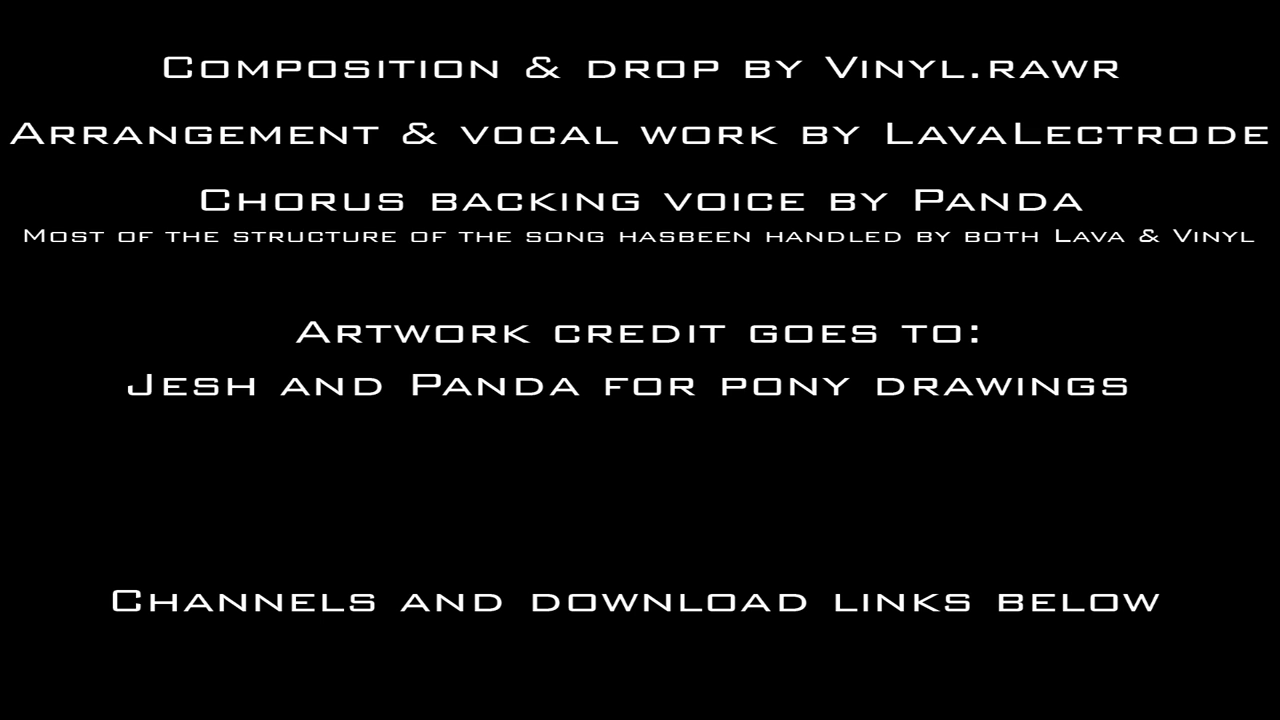 Composition & drop by Vinyl.rawr
Arrangement & vocal work by LavaLectrode
Chorus backing voice by Panda
Most of the structure of the song hasbeen handled by both Lava & Vinyl
Artwork credit goes to:
Jesh and Panda for pony drawings
Channels and download links below